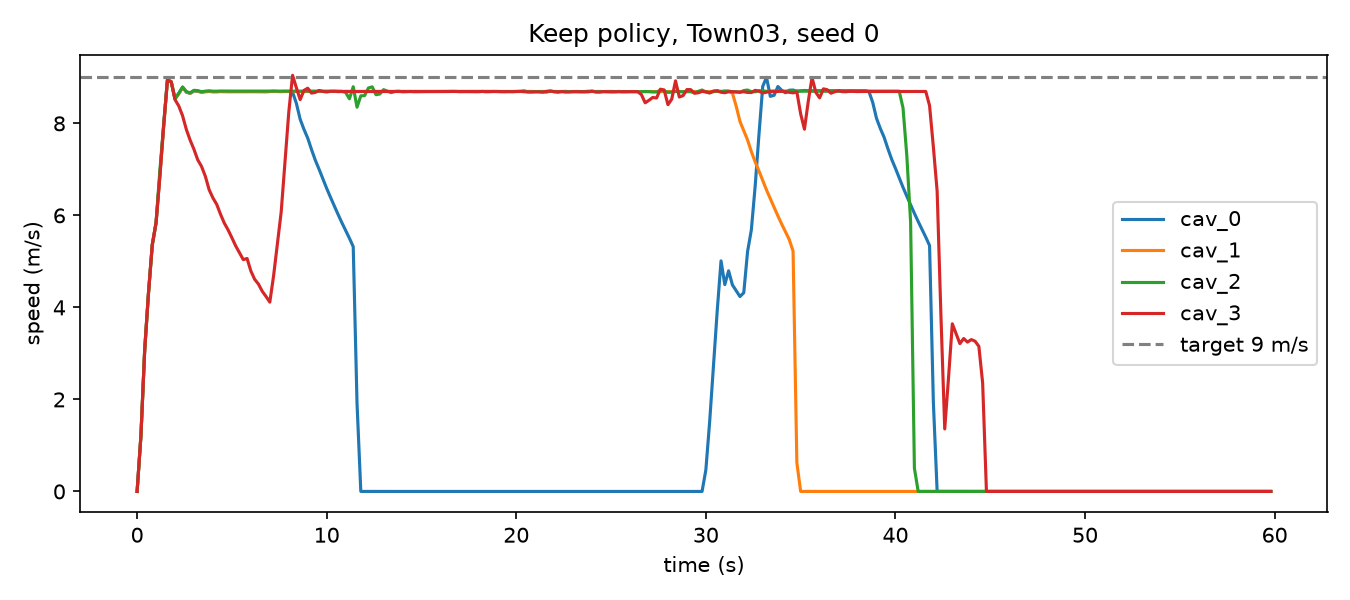 Keep policy, Town03, seed 0
speed (m/s)
8
6
4
2
0
0 10 20 30 40 50 60
time (s)
cav_0
cav_1
cav_2
cav_3
target 9 m/s